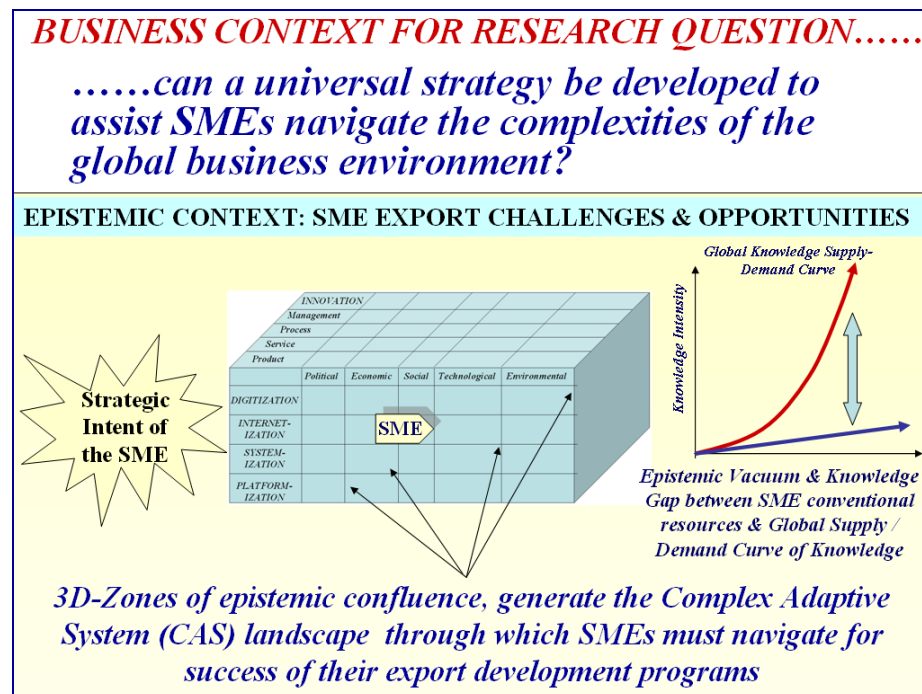 BUSINESS CONTEXT FOR RESEARCH QUESTION……
……can a universal strategy be developed to
assist SMEs navigate the complexities of the
global business environment?
EPISTEMIC CONTEXT: SME EXPORT CHALLENGES & OPPORTUNITIES
Strategic
Intent of
the SME
INNOVATION
Management
Process
Service
Product
Political Economic Social Technological Environmental
DIGITIZATION
INTERNET-
IZATION
SYSTEM-
IZATION
PLATFORM-
IZATION
SME
Global Knowledge Supply-
Demand Curve
Knowledge Intensity
Epistemic Vacuum & Knowledge
Gap between SME conventional
resources & Global Supply /
Demand Curve of Knowledge
3D-Zones of epistemic confluence, generate the Complex Adaptive
System (CAS) landscape through which SMEs must navigate for
success of their export development programs